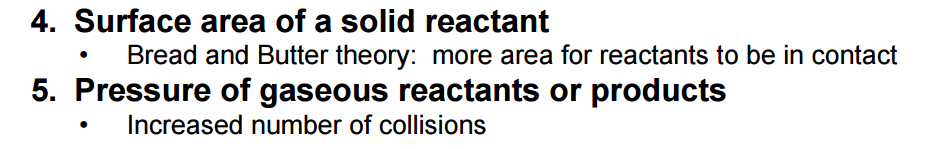 4. Surface area of a solid reactant
• Bread and Butter theory: more area for reactants to be in contact
5. Pressure of gaseous reactants or products
• Increased number of collisions